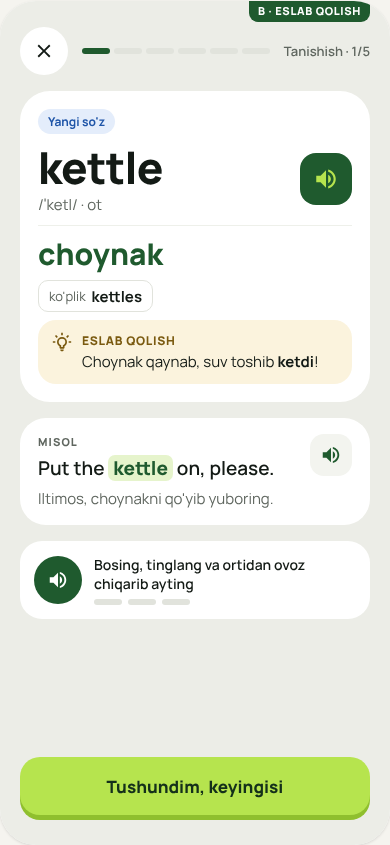 B · ESLAB QOLISH
Tanishish · 1/5
Yangi so'z
kettle
/ˈketl/ · ot
choynak
ko'plik kettles
ESLAB QOLISH
Choynak qaynab, suv toshib ketdi!
MISOL
Put the kettle on, please.
Iltimos, choynakni qo'yib yuboring.
Bosing, tinglang va ortidan ovoz
chiqarib ayting
Tushundim, keyingisi